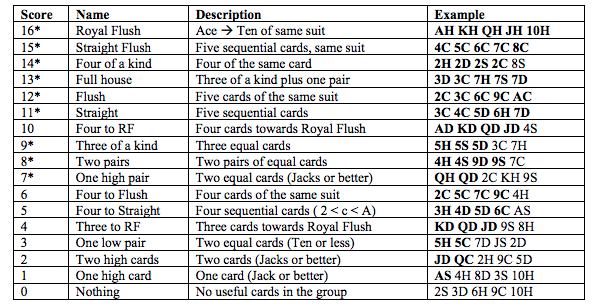 Score Name Description Example
16* Royal Flush Ace → Ten of same suit AH KH QH JH 10H
15* Straight Flush Five sequential cards, same suit 4C 5C 6C 7C 8C
14* Four of a kind Four of the same card 2H 2D 2S 2C 8S
13* Full house Three of a kind plus one pair 3D 3C 7H 7S 7D
12* Flush Five cards of the same suit 2C 3C 6C 9C AC
11* Straight Five sequential cards 3C 4C 5D 6H 7D
10 Four to RF Four cards towards Royal Flush AD KD QD JD 4S
9* Three of a kind Three equal cards 5H 5S 5D 3C 7H
8* Two pairs Two pairs of equal cards 4H 4S 9D 9S 7C
7* One high pair Two equal cards (Jacks or better) QH QD 2C KH 9S
6 Four to Flush Four cards of the same suit 2C 5C 7C 9C 4H
5 Four to Straight Four sequential cards ( 2 < c < A) 3H 4D 5D 6C AS
4 Three to RF Three cards towards Royal Flush KD QD JD 9S 8H
3 One low pair Two equal cards (Ten or less) 5H 5C 7D JS 2D
2 Two high cards Two cards (Jacks or better) JD QC 2H 9C 5D
1 One high card One card (Jack or better) AS 4H 8D 3S 10H
0 Nothing No useful cards in the group 2S 3D 6H 9C 10H